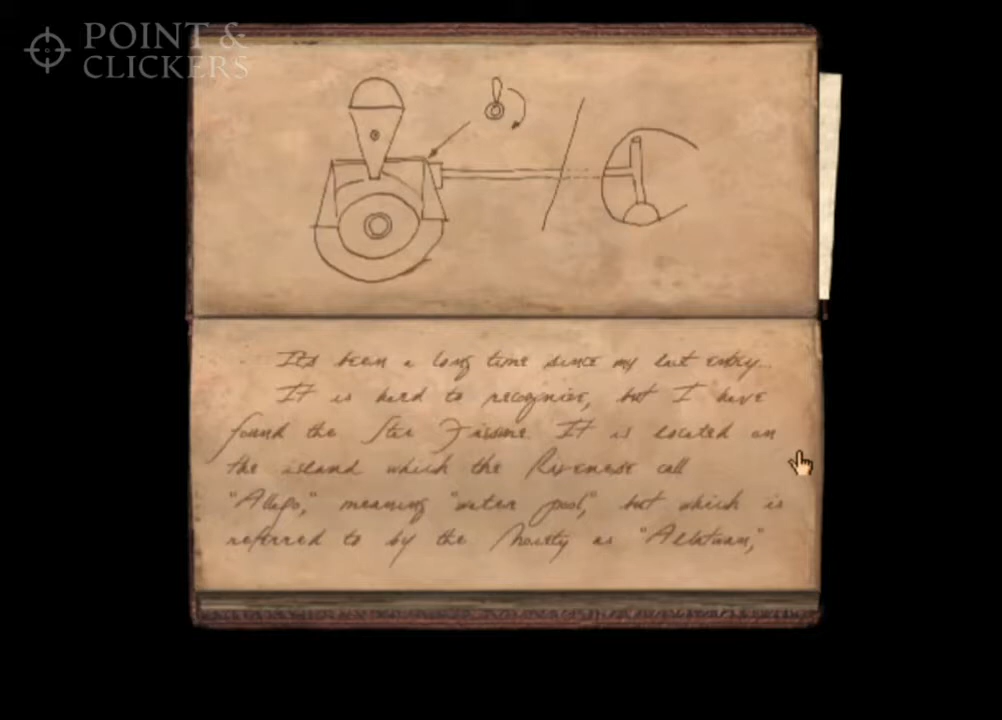 POINT &
CLICKERS
It's been a long time since my last entry...
It is hard to recognize, but I have
found the Star Fissure. It is located on
the island which the Rivenese call
"Allapo," meaning "water pool," but which is
referred to by the Moiety as "Allatwan,"